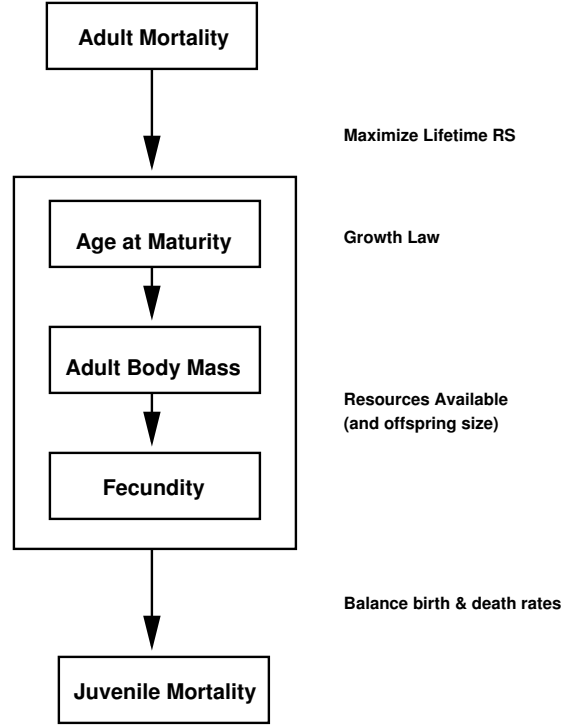 Adult Mortality
Maximize Lifetime RS
Age at Maturity
Growth Law
Adult Body Mass
Resources Available
(and offspring size)
Fecundity
Balance birth & death rates
Juvenile Mortality